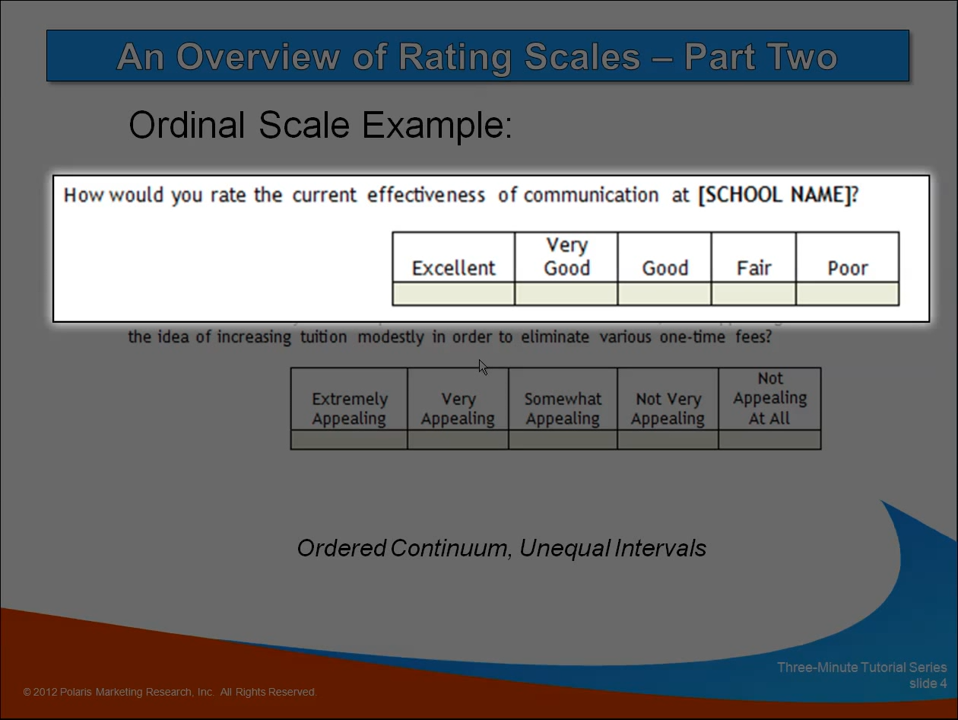 An Overview of Rating Scales – Part Two
Ordinal Scale Example:
How would you rate the current effectiveness of communication at [SCHOOL NAME]?
Excellent Very Good Good Fair Poor
the idea of increasing tuition modestly in order to eliminate various one-time fees?
Extremely Appealing Very Appealing Somewhat Appealing Not Very Appealing Not Appealing At All
Ordered Continuum, Unequal Intervals
Three-Minute Tutorial Series
slide 4
© 2012 Polaris Marketing Research, Inc. All Rights Reserved.